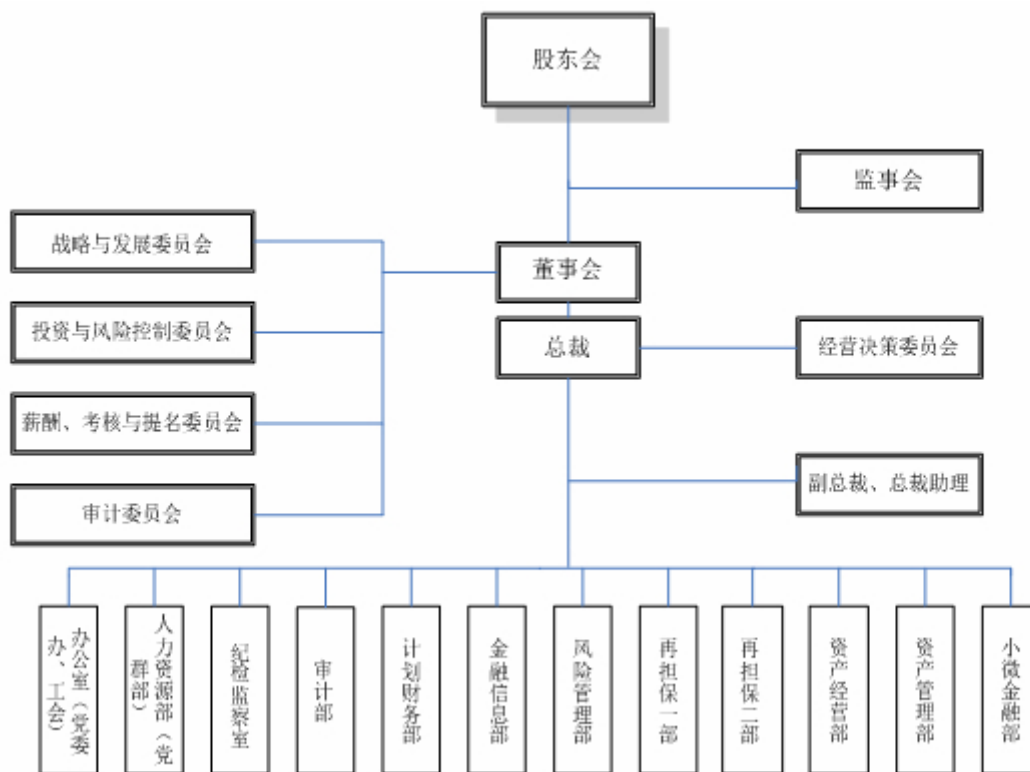 股东会
监事会
战略与发展委员会
董事会
投资与风险控制委员会
总裁
经营决策委员会
薪酬、考核与提名委员会
副总裁、总裁助理
审计委员会
办公室（党委
办、工会）
人力资源部（党
群部）
纪检监察室
审计部
计划财务部
金融信息部
风险管理部
再担保一部
再担保二部
资产经营部
资产管理部
小微金融部